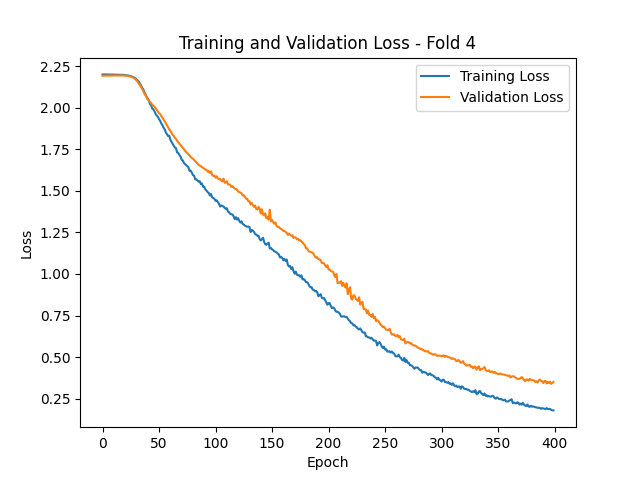 Training and Validation Loss - Fold 4
Training Loss
Validation Loss
2.25
2.00
1.75
1.50
1.25
1.00
0.75
0.50
0.25
Loss
0 50 100 150 200 250 300 350 400
Epoch